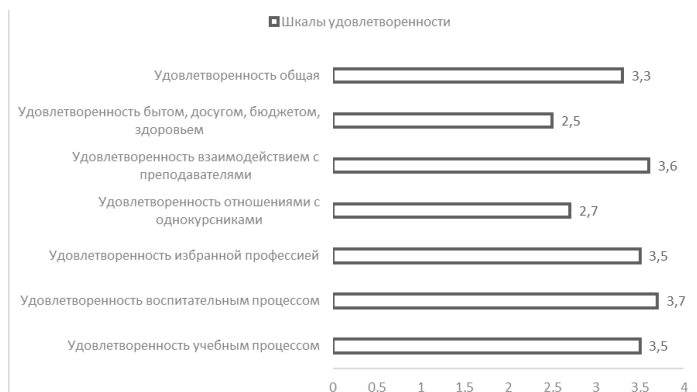 Шкалы удовлетворенности
Удовлетворенность общая
3,3
Удовлетворенность бытом, досугом, бюджетом,
здоровьем
2,5
Удовлетворенность взаимодействием с
преподавателями
3,6
Удовлетворенность отношениями с
однокурсниками
2,7
Удовлетворенность избранной профессией
3,5
Удовлетворенность воспитательным процессом
3,7
Удовлетворенность учебным процессом
3,5
0 0,5 1 1,5 2 2,5 3 3,5 4